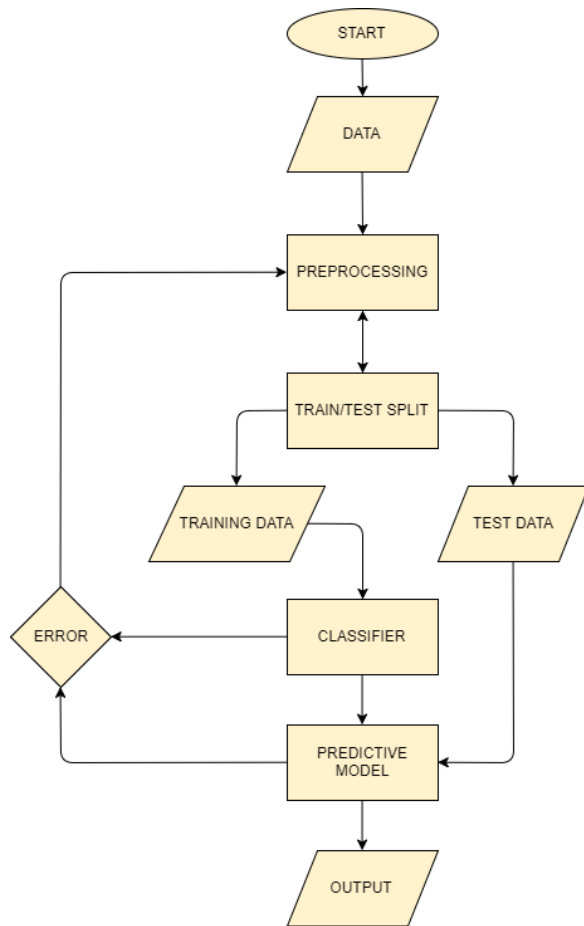 START
DATA
PREPROCESSING
TRAIN/TEST SPLIT
TRAINING DATA
TEST DATA
ERROR
CLASSIFIER
PREDICTIVE
MODEL
OUTPUT